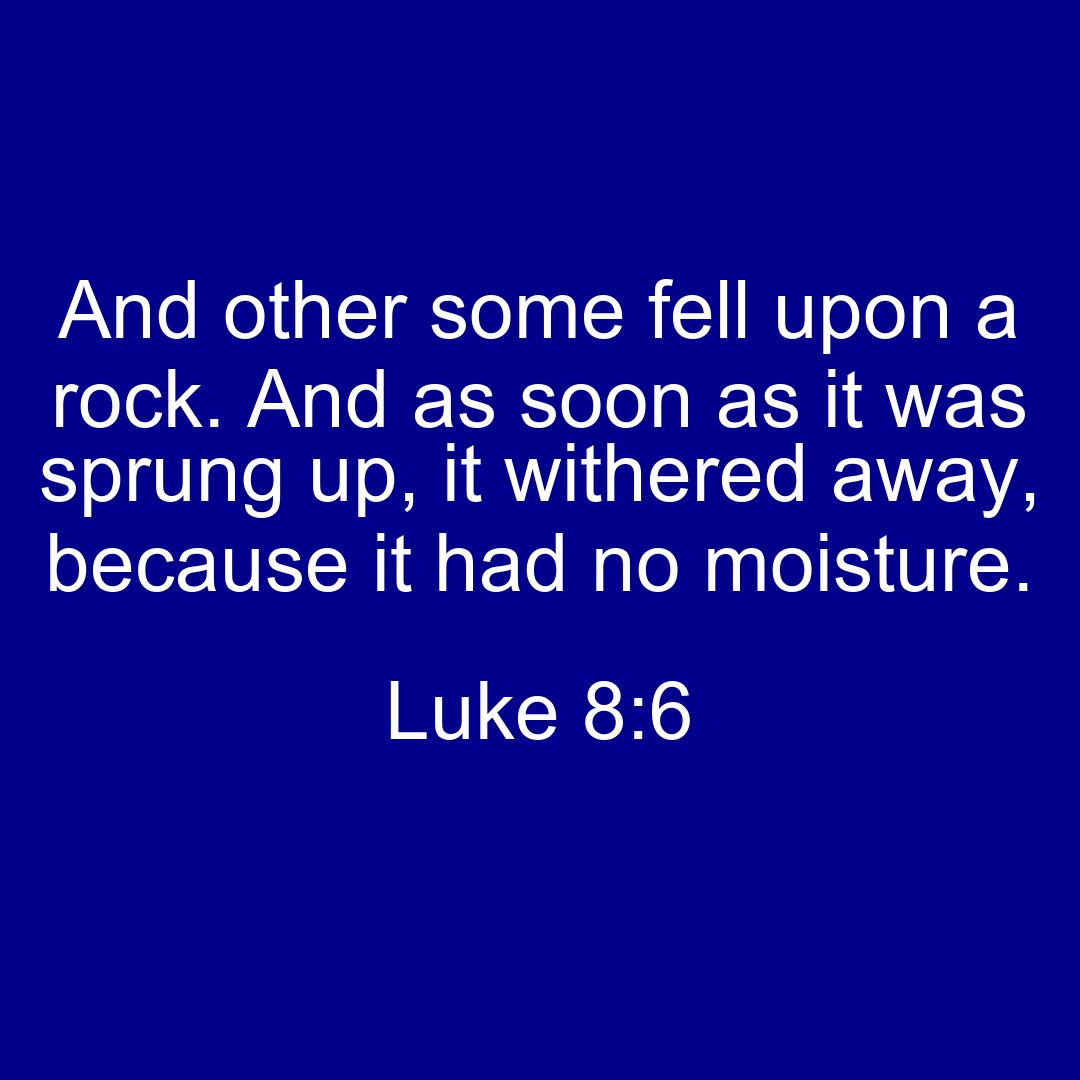 And other some fell upon a
rock. And as soon as it was
sprung up, it withered away,
because it had no moisture.
Luke 8:6